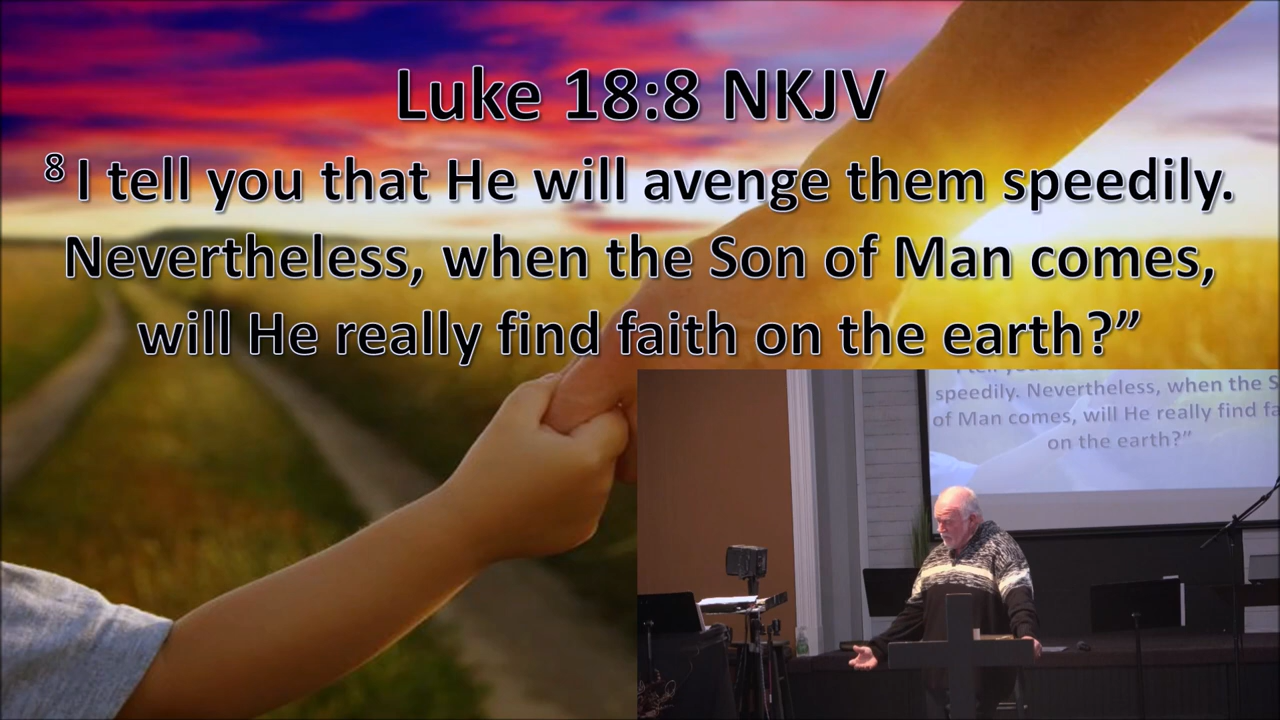 Luke 18:8 NKJV
8 I tell you that He will avenge them speedily.
Nevertheless, when the Son of Man comes,
will He really find faith on the earth?”
speedily. Nevertheless, when the S
of Man comes, will He really find fa
on the earth?”